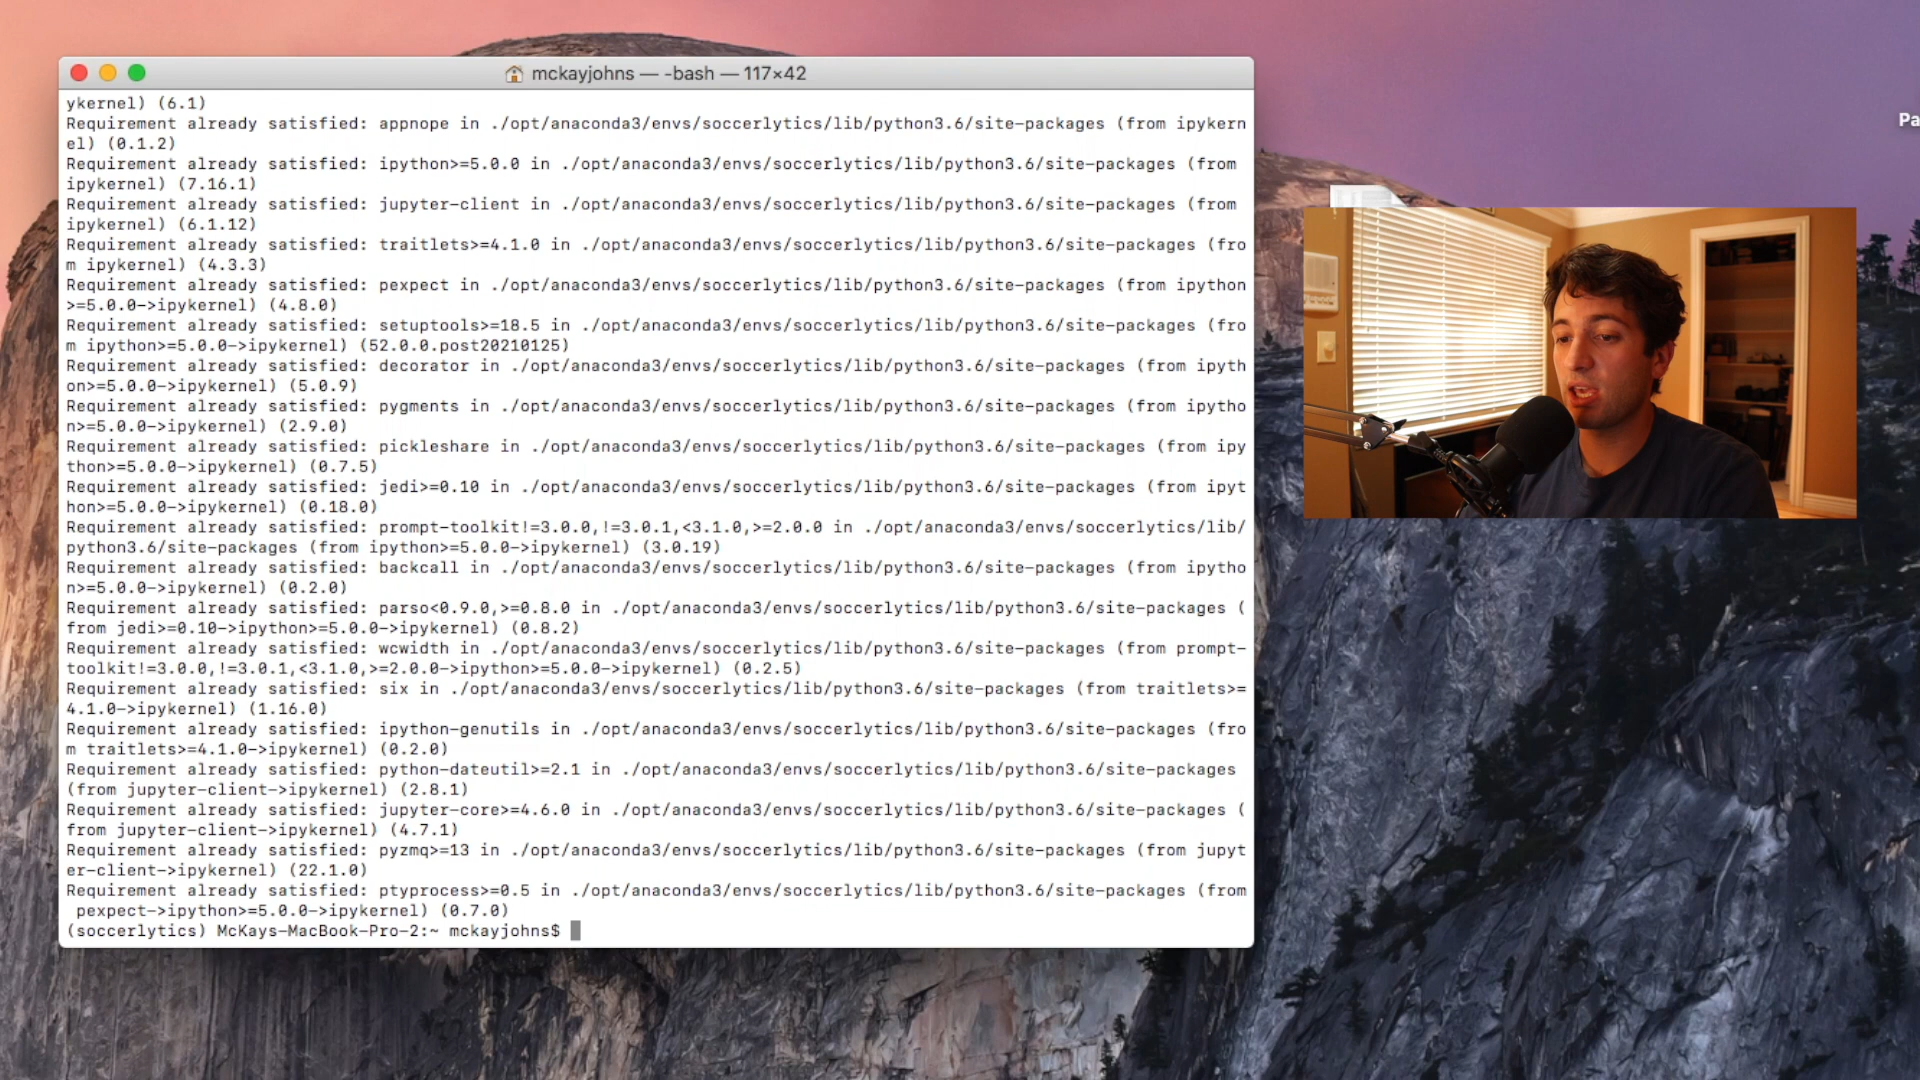 mckayjohns — -bash — 117×42
ykernel) (6.1)
Requirement already satisfied: appnope in ./opt/anaconda3/envs/soccerlytics/lib/python3.6/site-packages (from ipykern
el) (0.1.2)
Requirement already satisfied: ipython>=5.0.0 in ./opt/anaconda3/envs/soccerlytics/lib/python3.6/site-packages (from
ipykernel) (7.16.1)
Requirement already satisfied: jupyter-client in ./opt/anaconda3/envs/soccerlytics/lib/python3.6/site-packages (from
ipykernel) (6.1.12)
Requirement already satisfied: traitlets>=4.1.0 in ./opt/anaconda3/envs/soccerlytics/lib/python3.6/site-packages (fro
m ipykernel) (4.3.3)
Requirement already satisfied: pexpect in ./opt/anaconda3/envs/soccerlytics/lib/python3.6/site-packages (from ipython
>=5.0.0->ipykernel) (4.8.0)
Requirement already satisfied: setuptools>=18.5 in ./opt/anaconda3/envs/soccerlytics/lib/python3.6/site-packages (fro
m ipython>=5.0.0->ipykernel) (52.0.0.post20210125)
Requirement already satisfied: decorator in ./opt/anaconda3/envs/soccerlytics/lib/python3.6/site-packages (from ipyth
on>=5.0.0->ipykernel) (5.0.9)
Requirement already satisfied: pygments in ./opt/anaconda3/envs/soccerlytics/lib/python3.6/site-packages (from ipytho
n>=5.0.0->ipykernel) (2.9.0)
Requirement already satisfied: pickleshare in ./opt/anaconda3/envs/soccerlytics/lib/python3.6/site-packages (from ipy
thon>=5.0.0->ipykernel) (0.7.5)
Requirement already satisfied: jedi>=0.10 in ./opt/anaconda3/envs/soccerlytics/lib/python3.6/site-packages (from ipyt
hon>=5.0.0->ipykernel) (0.18.0)
Requirement already satisfied: prompt-toolkit!=3.0.0,!=3.0.1,<3.1.0,>=2.0.0 in ./opt/anaconda3/envs/soccerlytics/lib/
python3.6/site-packages (from ipython>=5.0.0->ipykernel) (3.0.19)
Requirement already satisfied: backcall in ./opt/anaconda3/envs/soccerlytics/lib/python3.6/site-packages (from ipytho
n>=5.0.0->ipykernel) (0.2.0)
Requirement already satisfied: parso<0.9.0,>=0.8.0 in ./opt/anaconda3/envs/soccerlytics/lib/python3.6/site-packages (
from jedi>=0.10->ipython>=5.0.0->ipykernel) (0.8.2)
Requirement already satisfied: wcwidth in ./opt/anaconda3/envs/soccerlytics/lib/python3.6/site-packages (from prompt-
toolkit!=3.0.0,!=3.0.1,<3.1.0,>=2.0.0->ipython>=5.0.0->ipykernel) (0.2.5)
Requirement already satisfied: six in ./opt/anaconda3/envs/soccerlytics/lib/python3.6/site-packages (from traitlets>=
4.1.0->ipykernel) (1.16.0)
Requirement already satisfied: ipython-genutils in ./opt/anaconda3/envs/soccerlytics/lib/python3.6/site-packages (fro
m traitlets>=4.1.0->ipykernel) (0.2.0)
Requirement already satisfied: python-dateutil>=2.1 in ./opt/anaconda3/envs/soccerlytics/lib/python3.6/site-packages
(from jupyter-client->ipykernel) (2.8.1)
Requirement already satisfied: jupyter-core>=4.6.0 in ./opt/anaconda3/envs/soccerlytics/lib/python3.6/site-packages (
from jupyter-client->ipykernel) (4.7.1)
Requirement already satisfied: pyzmq>=13 in ./opt/anaconda3/envs/soccerlytics/lib/python3.6/site-packages (from jupyt
er-client->ipykernel) (22.1.0)
Requirement already satisfied: ptyprocess>=0.5 in ./opt/anaconda3/envs/soccerlytics/lib/python3.6/site-packages (from
pexpect->ipython>=5.0.0->ipykernel) (0.7.0)
(soccerlytics) McKays-MacBook-Pro-2:~ mckayjohns$
Pa